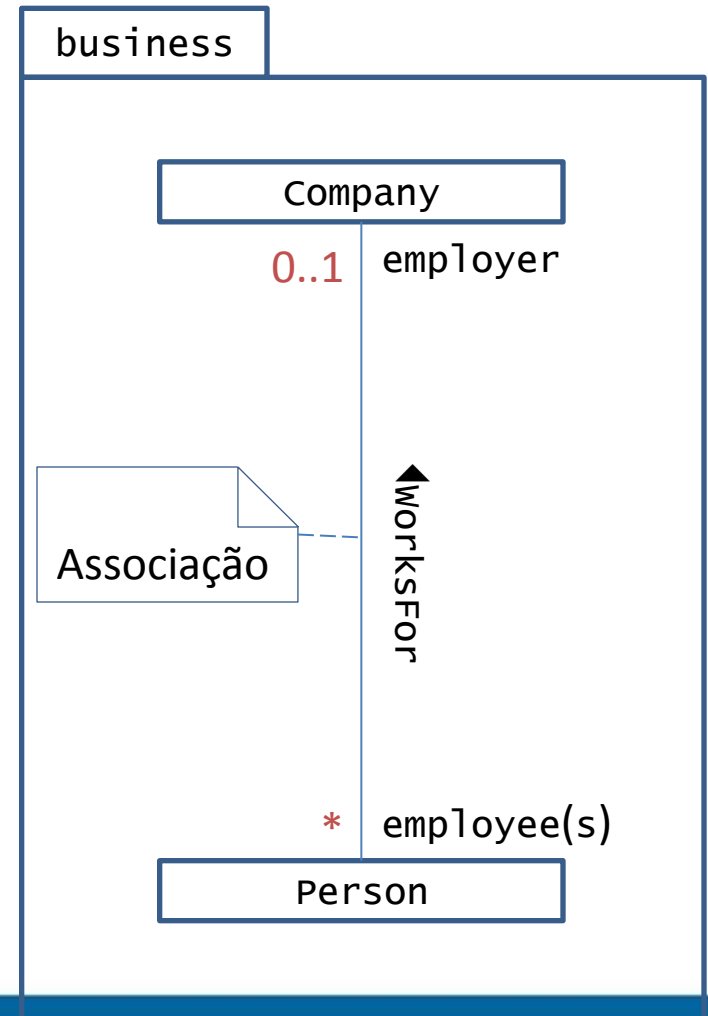 business
Company
0..1 employer
WorksFor
Associação
* employee(s)
Person